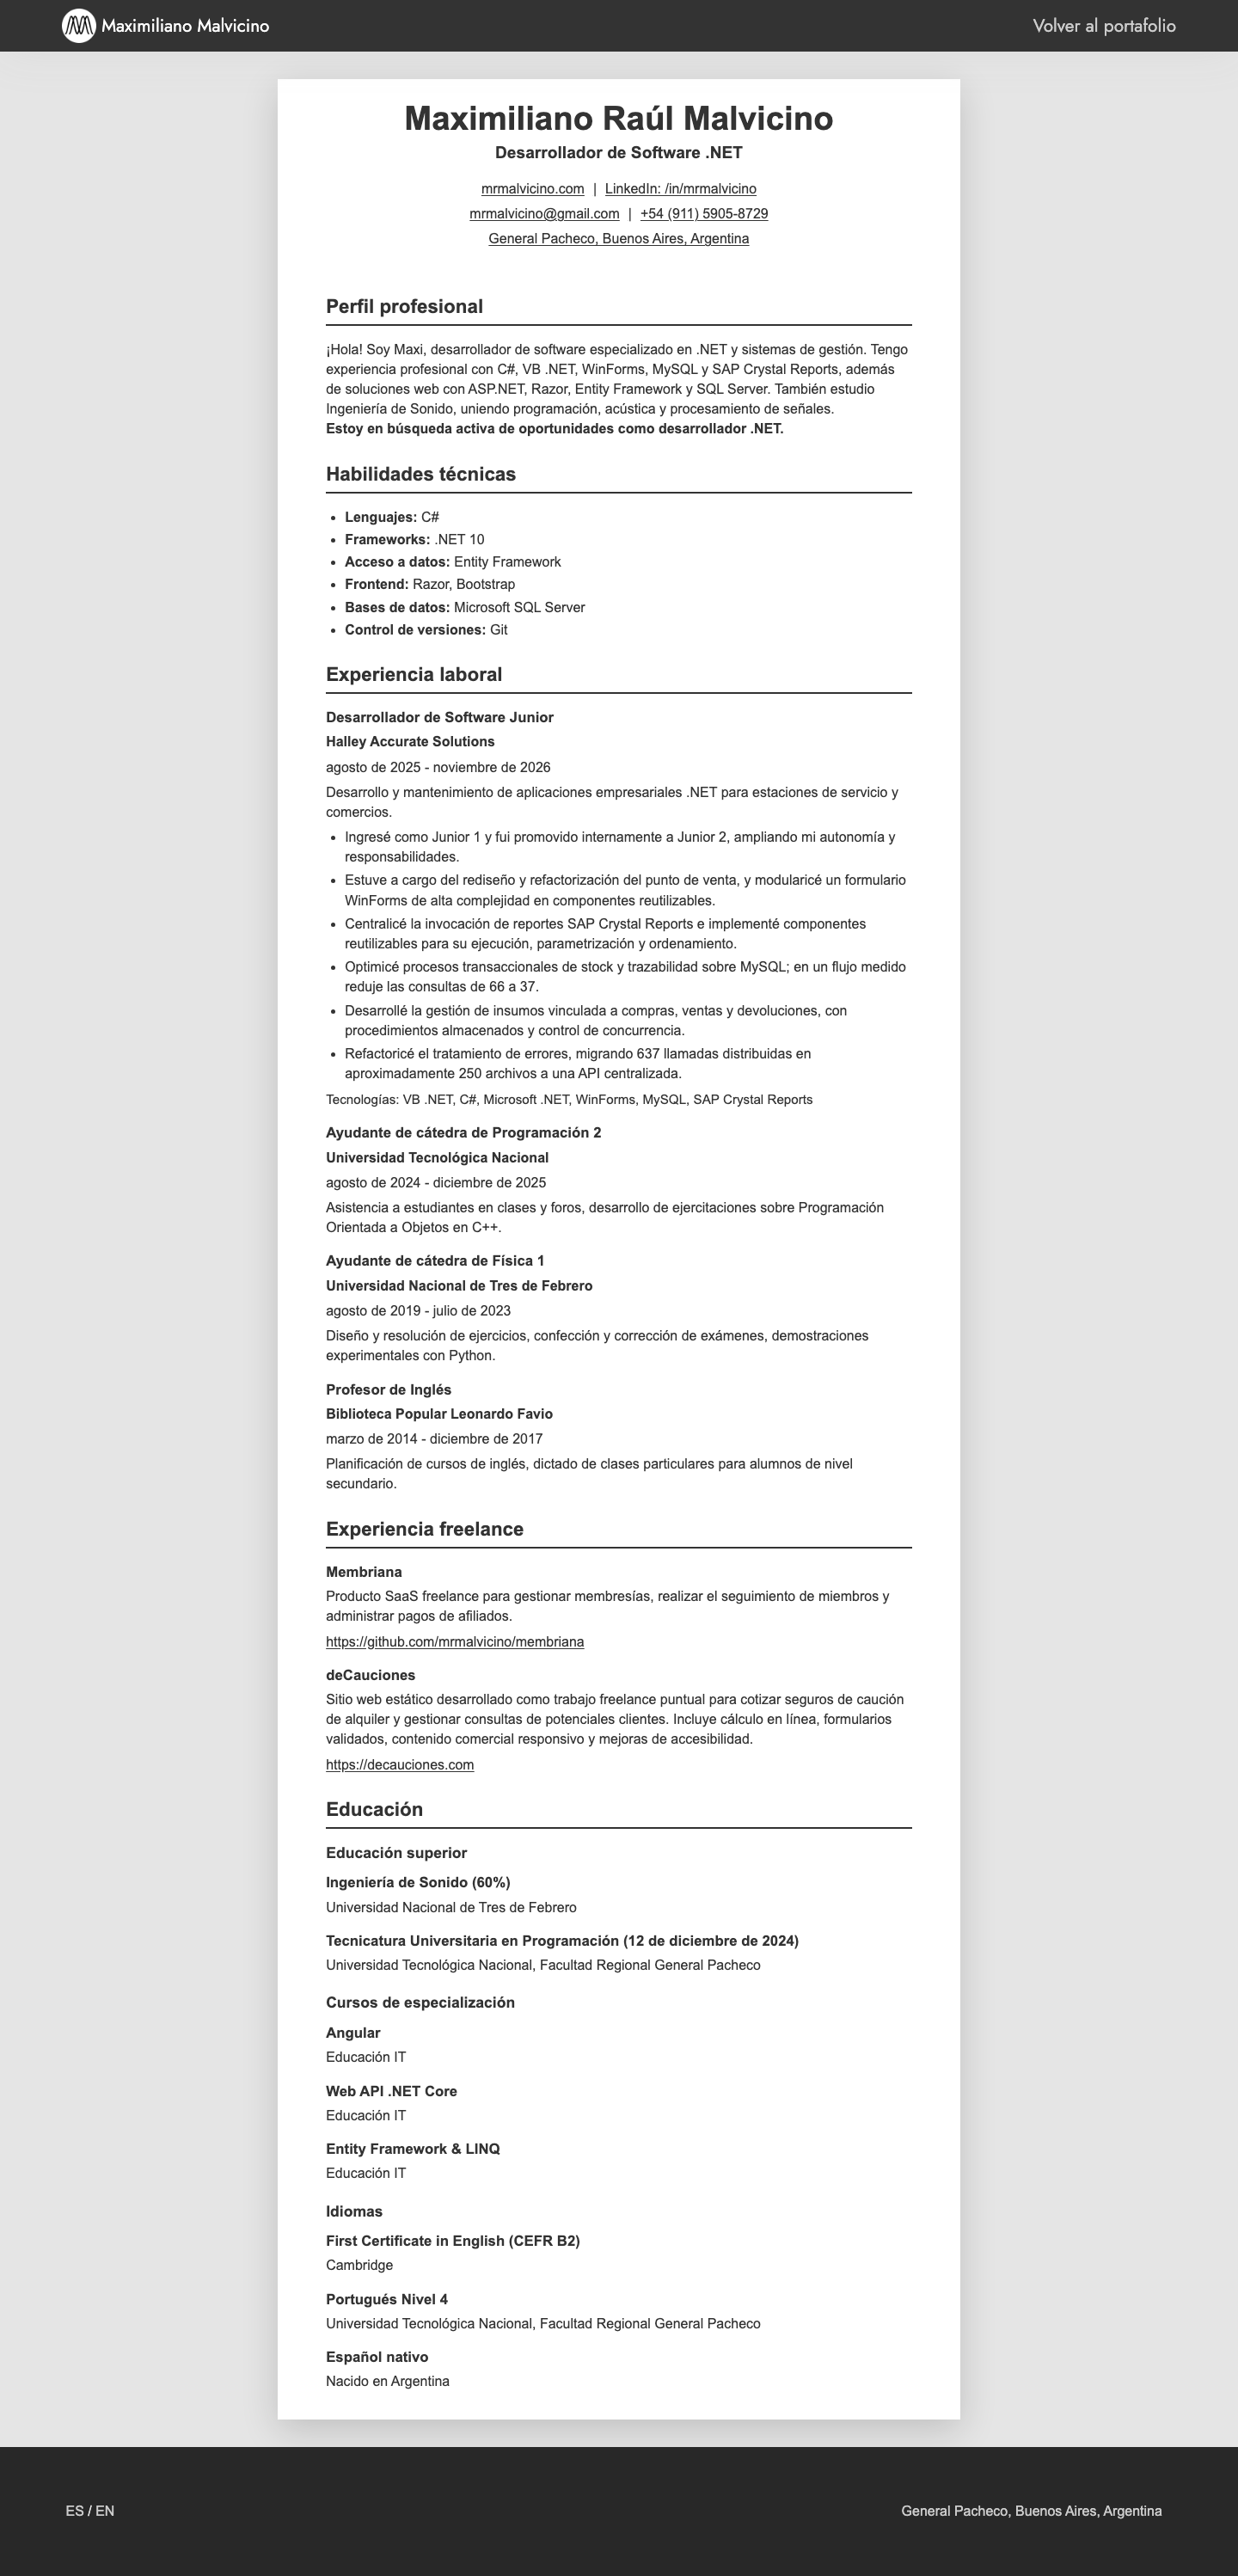 Maximiliano Malvicino
Volver al portafolio
Maximiliano Raúl Malvicino
Desarrollador de Software .NET
mrmalvicino.com | LinkedIn: /in/mrmalvicino
mrmalvicino@gmail.com | +54 (911) 5905-8729
General Pacheco, Buenos Aires, Argentina
Perfil profesional
¡Hola! Soy Maxi, desarrollador de software especializado en .NET y sistemas de gestión. Tengo
experiencia profesional con C#, VB .NET, WinForms, MySQL y SAP Crystal Reports, además
de soluciones web con ASP.NET, Razor, Entity Framework y SQL Server. También estudio
Ingeniería de Sonido, uniendo programación, acústica y procesamiento de señales.
Estoy en búsqueda activa de oportunidades como desarrollador .NET.
Habilidades técnicas
• Lenguajes: C#
• Frameworks: .NET 10
• Acceso a datos: Entity Framework
• Frontend: Razor, Bootstrap
• Bases de datos: Microsoft SQL Server
• Control de versiones: Git
Experiencia laboral
Desarrollador de Software Junior
Halley Accurate Solutions
agosto de 2025 - noviembre de 2026
Desarrollo y mantenimiento de aplicaciones empresariales .NET para estaciones de servicio y
comercios.
• Ingresé como Junior 1 y fui promovido internamente a Junior 2, ampliando mi autonomía y
responsabilidades.
• Estuve a cargo del rediseño y refactorización del punto de venta, y modularicé un formulario
WinForms de alta complejidad en componentes reutilizables.
• Centralicé la invocación de reportes SAP Crystal Reports e implementé componentes
reutilizables para su ejecución, parametrización y ordenamiento.
• Optimicé procesos transaccionales de stock y trazabilidad sobre MySQL; en un flujo medido
reduje las consultas de 66 a 37.
• Desarrollé la gestión de insumos vinculada a compras, ventas y devoluciones, con
procedimientos almacenados y control de concurrencia.
• Refactoricé el tratamiento de errores, migrando 637 llamadas distribuidas en
aproximadamente 250 archivos a una API centralizada.
Tecnologías: VB .NET, C#, Microsoft .NET, WinForms, MySQL, SAP Crystal Reports
Ayudante de cátedra de Programación 2
Universidad Tecnológica Nacional
agosto de 2024 - diciembre de 2025
Asistencia a estudiantes en clases y foros, desarrollo de ejercitaciones sobre Programación
Orientada a Objetos en C++.
Ayudante de cátedra de Física 1
Universidad Nacional de Tres de Febrero
agosto de 2019 - julio de 2023
Diseño y resolución de ejercicios, confección y corrección de exámenes, demostraciones
experimentales con Python.
Profesor de Inglés
Biblioteca Popular Leonardo Favio
marzo de 2014 - diciembre de 2017
Planificación de cursos de inglés, dictado de clases particulares para alumnos de nivel
secundario.
Experiencia freelance
Membriana
Producto SaaS freelance para gestionar membresías, realizar el seguimiento de miembros y
administrar pagos de afiliados.
https://github.com/mrmalvicino/membriana
deCauciones
Sitio web estático desarrollado como trabajo freelance puntual para cotizar seguros de caución
de alquiler y gestionar consultas de potenciales clientes. Incluye cálculo en línea, formularios
validados, contenido comercial responsivo y mejoras de accesibilidad.
https://decauciones.com
Educación
Educación superior
Ingeniería de Sonido (60%)
Universidad Nacional de Tres de Febrero
Tecnicatura Universitaria en Programación (12 de diciembre de 2024)
Universidad Tecnológica Nacional, Facultad Regional General Pacheco
Cursos de especialización
Angular
Educación IT
Web API .NET Core
Educación IT
Entity Framework & LINQ
Educación IT
Idiomas
First Certificate in English (CEFR B2)
Cambridge
Portugués Nivel 4
Universidad Tecnológica Nacional, Facultad Regional General Pacheco
Español nativo
Nacido en Argentina
ES / EN
General Pacheco, Buenos Aires, Argentina